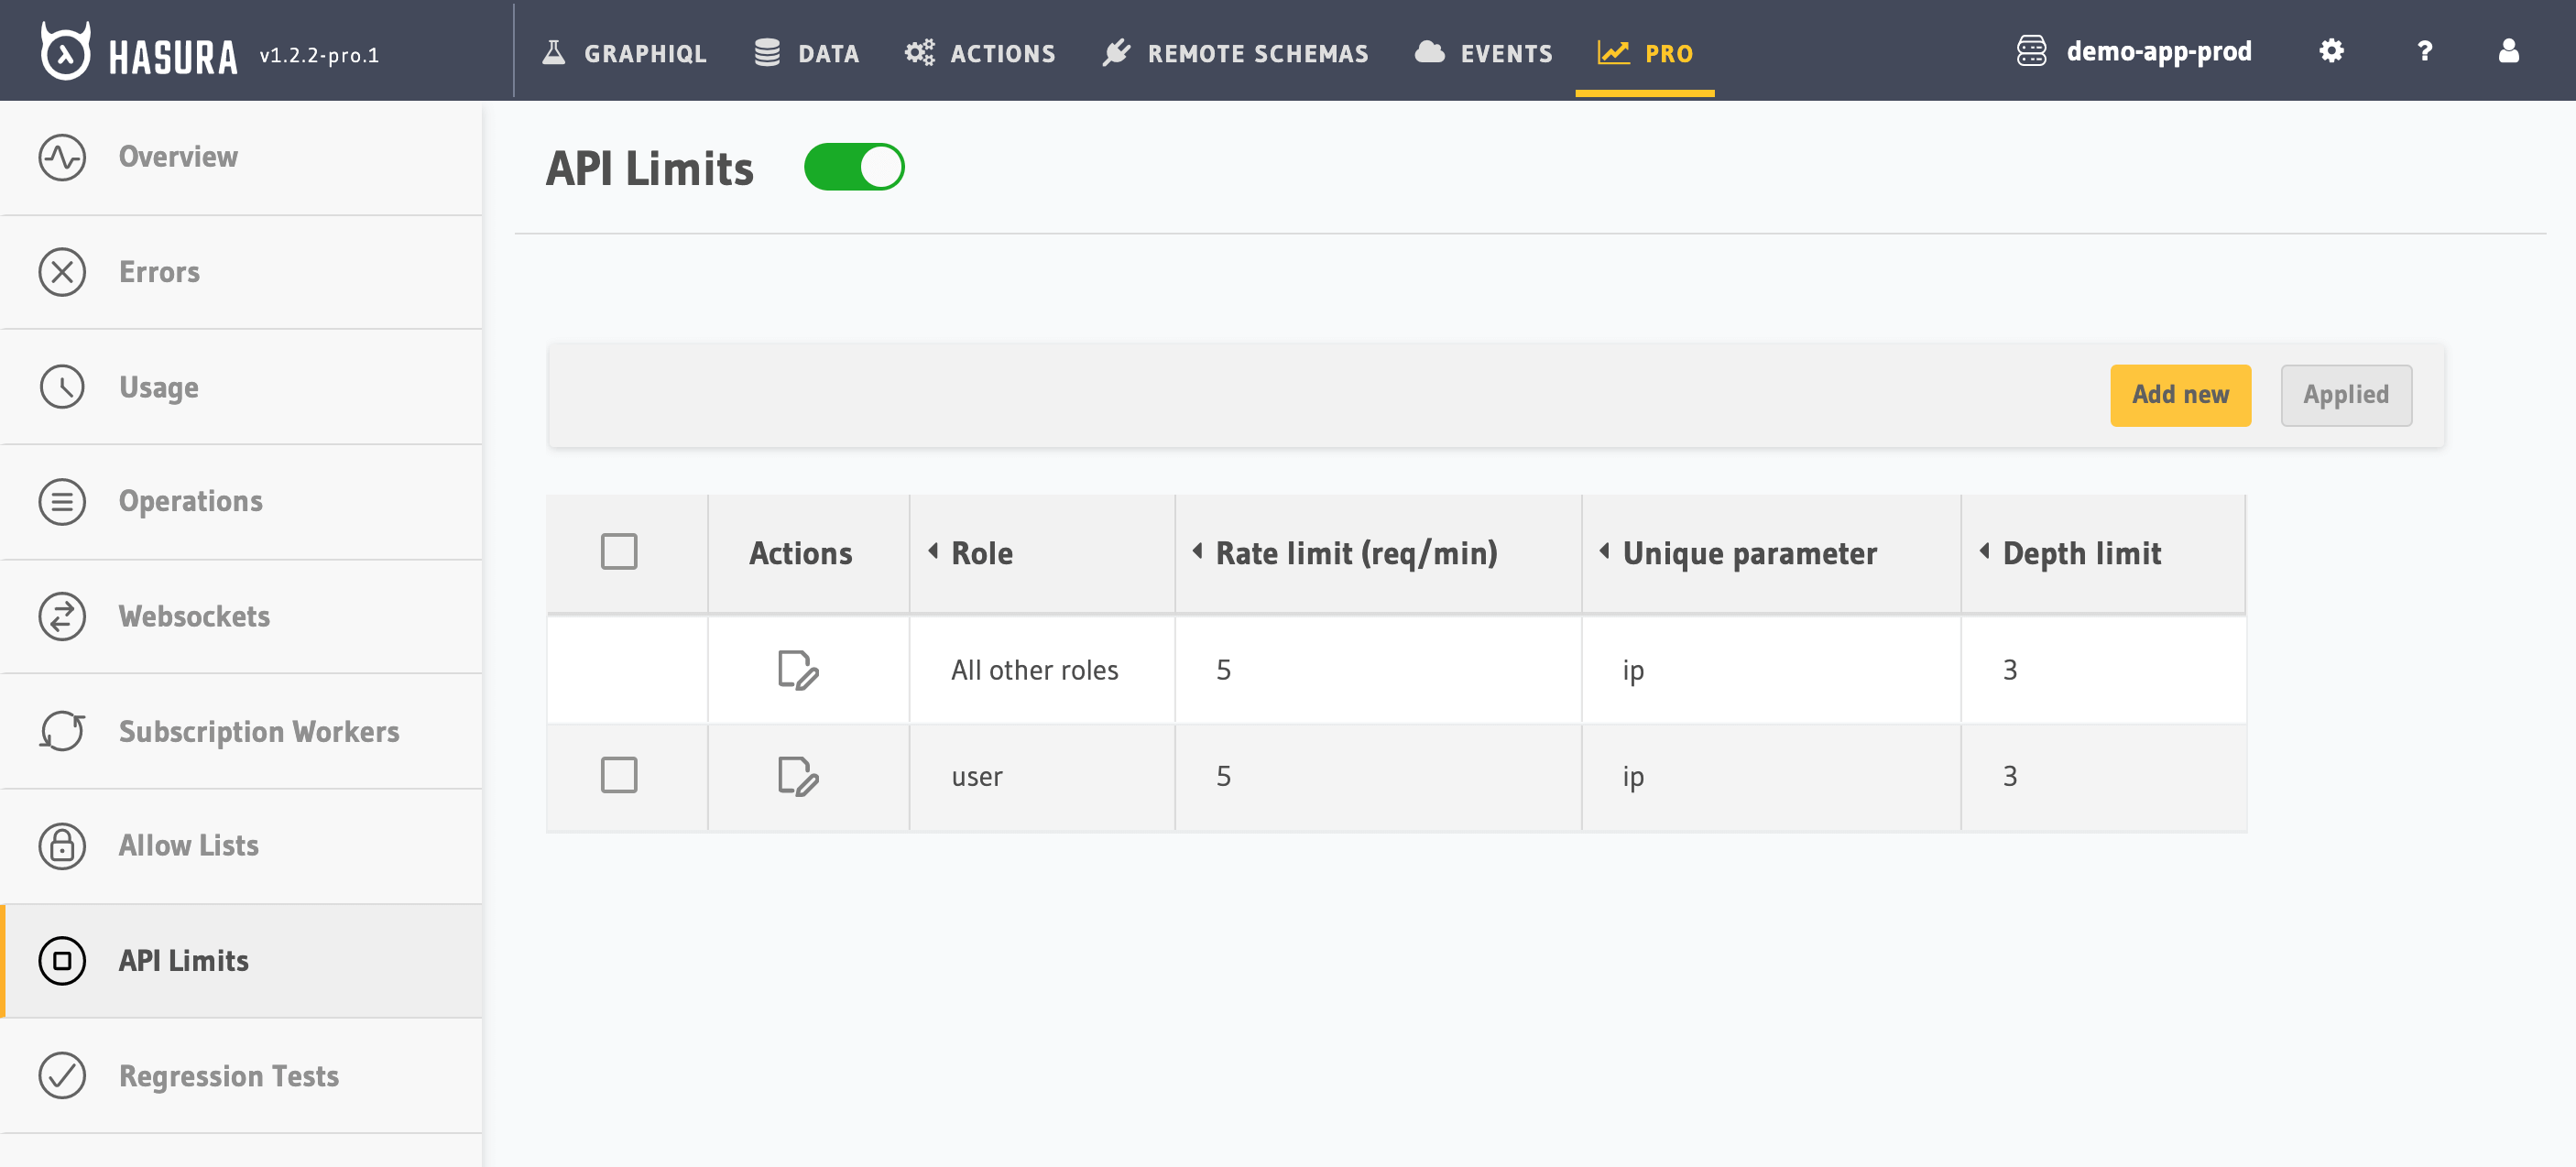 HASURA v1.2.2-pro.1 GRAPHIQL DATA ACTIONS REMOTE SCHEMAS EVENTS PRO demo-app-prod ?
Overview
Errors
Usage
Operations
Websockets
Subscription Workers
Allow Lists
API Limits
Regression Tests
API Limits
Add new Applied
Actions Role Rate limit (req/min) Unique parameter Depth limit
All other roles 5 ip 3
user 5 ip 3